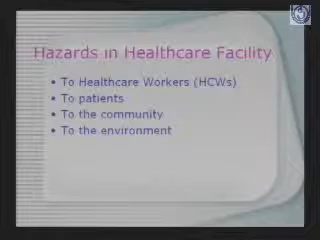 Hazards in Healthcare Facility
• To Healthcare Workers (HCWs)
• To patients
• To the community
• To the environment